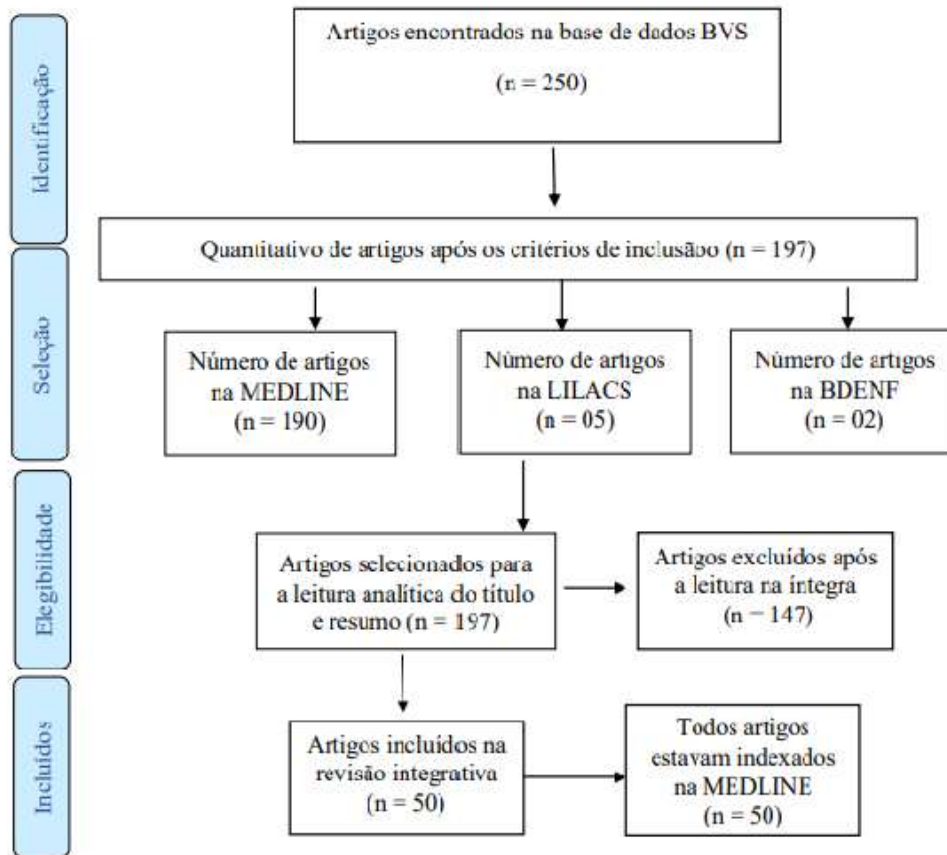 Identificação
Artigos encontrados na base de dados BVS
(n = 250)
Quantitativo de artigos após os critérios de inclusãbo (n = 197)
Seleção
Número de artigos
na MEDLINE
(n = 190)
Número de artigos
na LILACS
(n = 05)
Número de artigos
na BDENF
(n = 02)
Elegibilidade
Artigos selecionados para
a leitura analítica do título
e resumo (n = 197)
Artigos excluídos após
a leitura na íntegra
(n = 147)
Incluídos
Artigos incluídos na
revisão integrativa
(n = 50)
Todos artigos
estavam indexados
na MEDLINE
(n = 50)